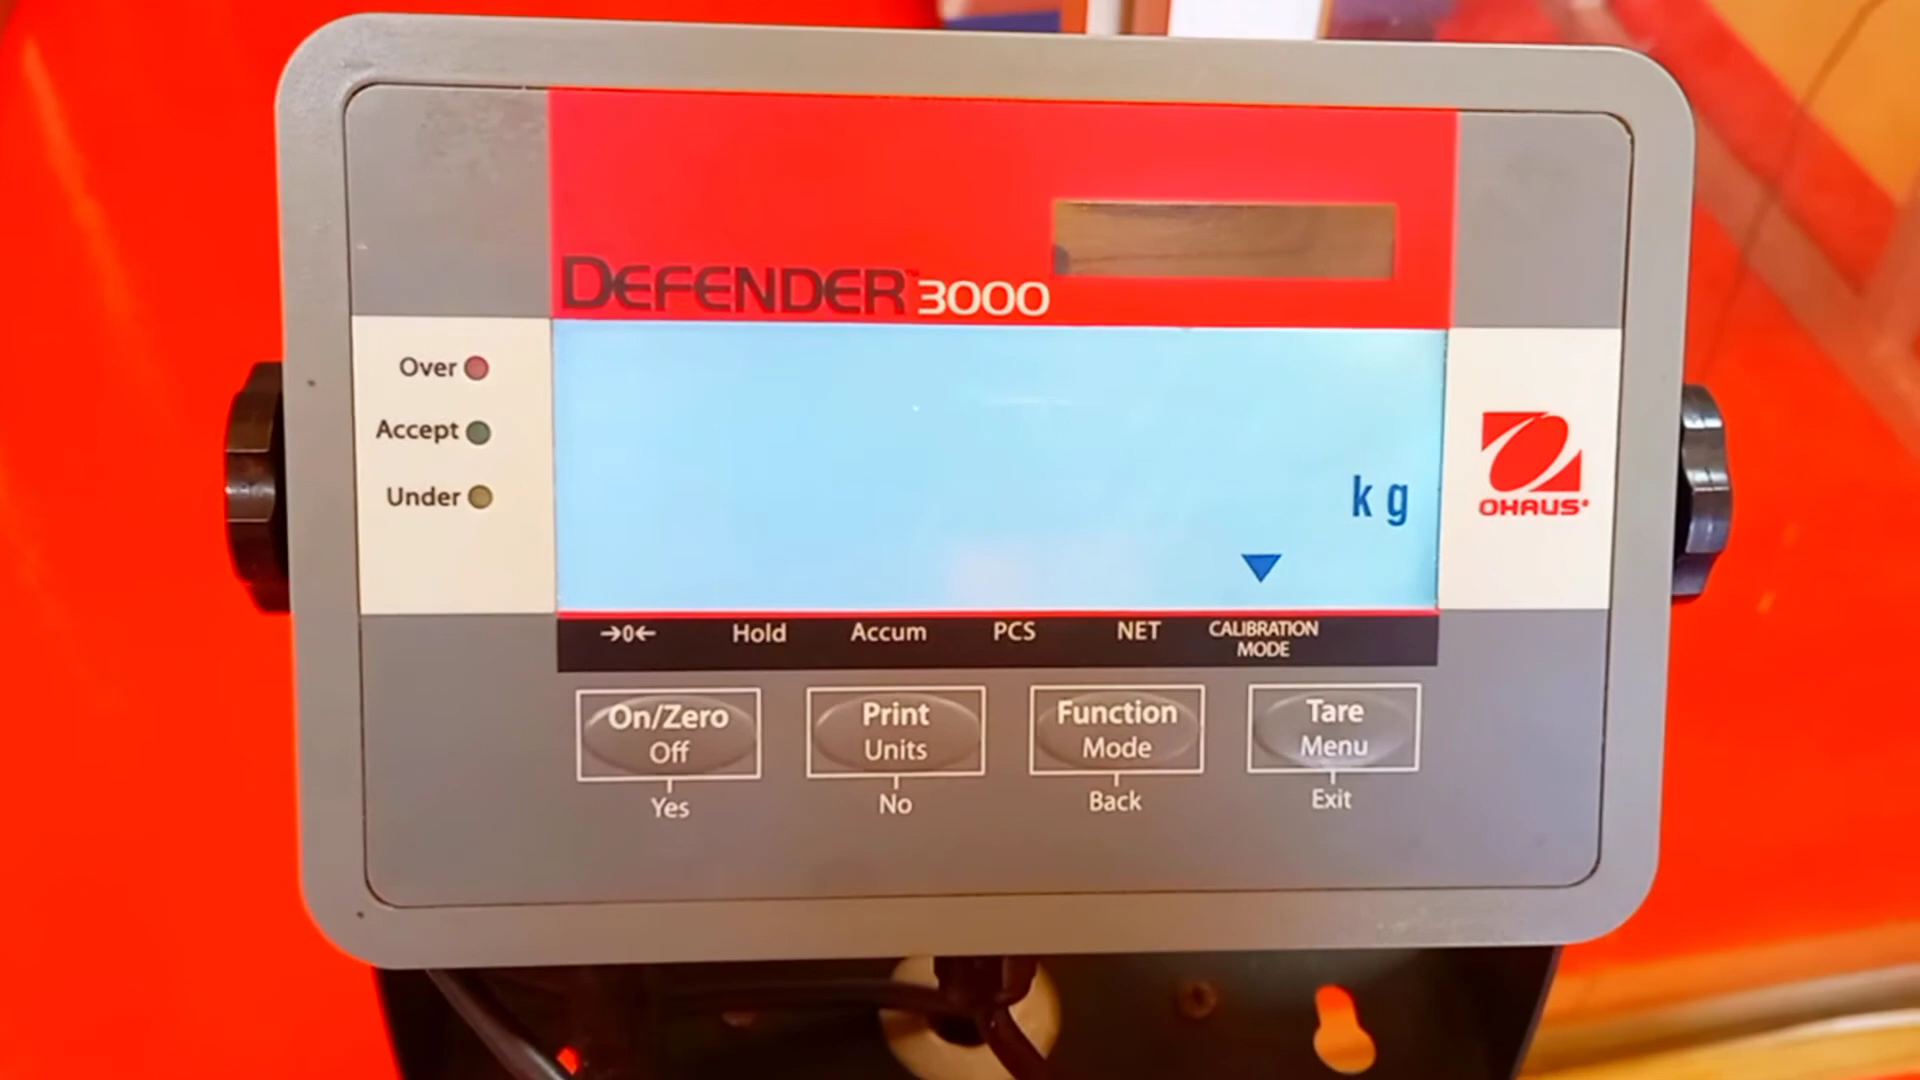 DEFENDER™ 3000
Over
Accept
Under
kg
OHAUS®
→0←
Hold
Accum
PCS
NET
CALIBRATION
MODE
On/Zero
Off
Yes
Print
Units
No
Function
Mode
Back
Tare
Menu
Exit